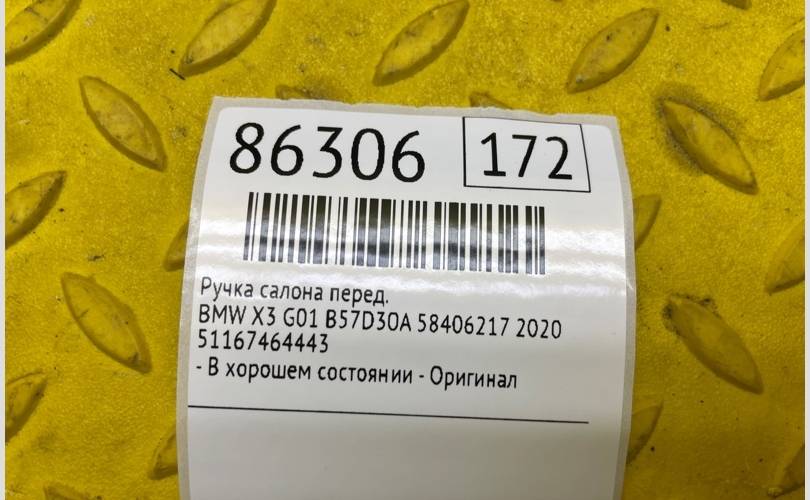 86306 172
Ручка салона перед.
BMW X3 G01 B57D30A 58406217 2020
51167464443
- В хорошем состоянии - Оригинал